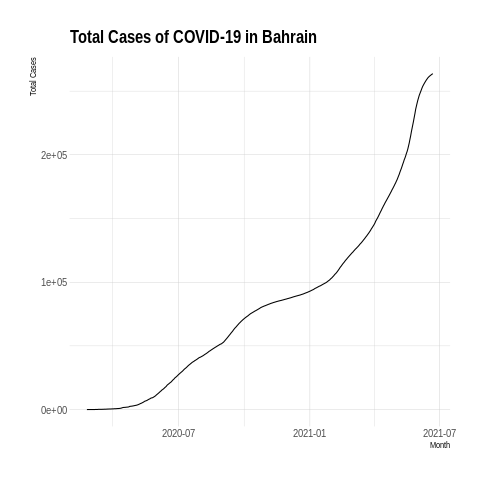 Total Cases of COVID-19 in Bahrain
Total Cases
2e+05
1e+05
0e+00
2020-07
2021-01
2021-07
Month